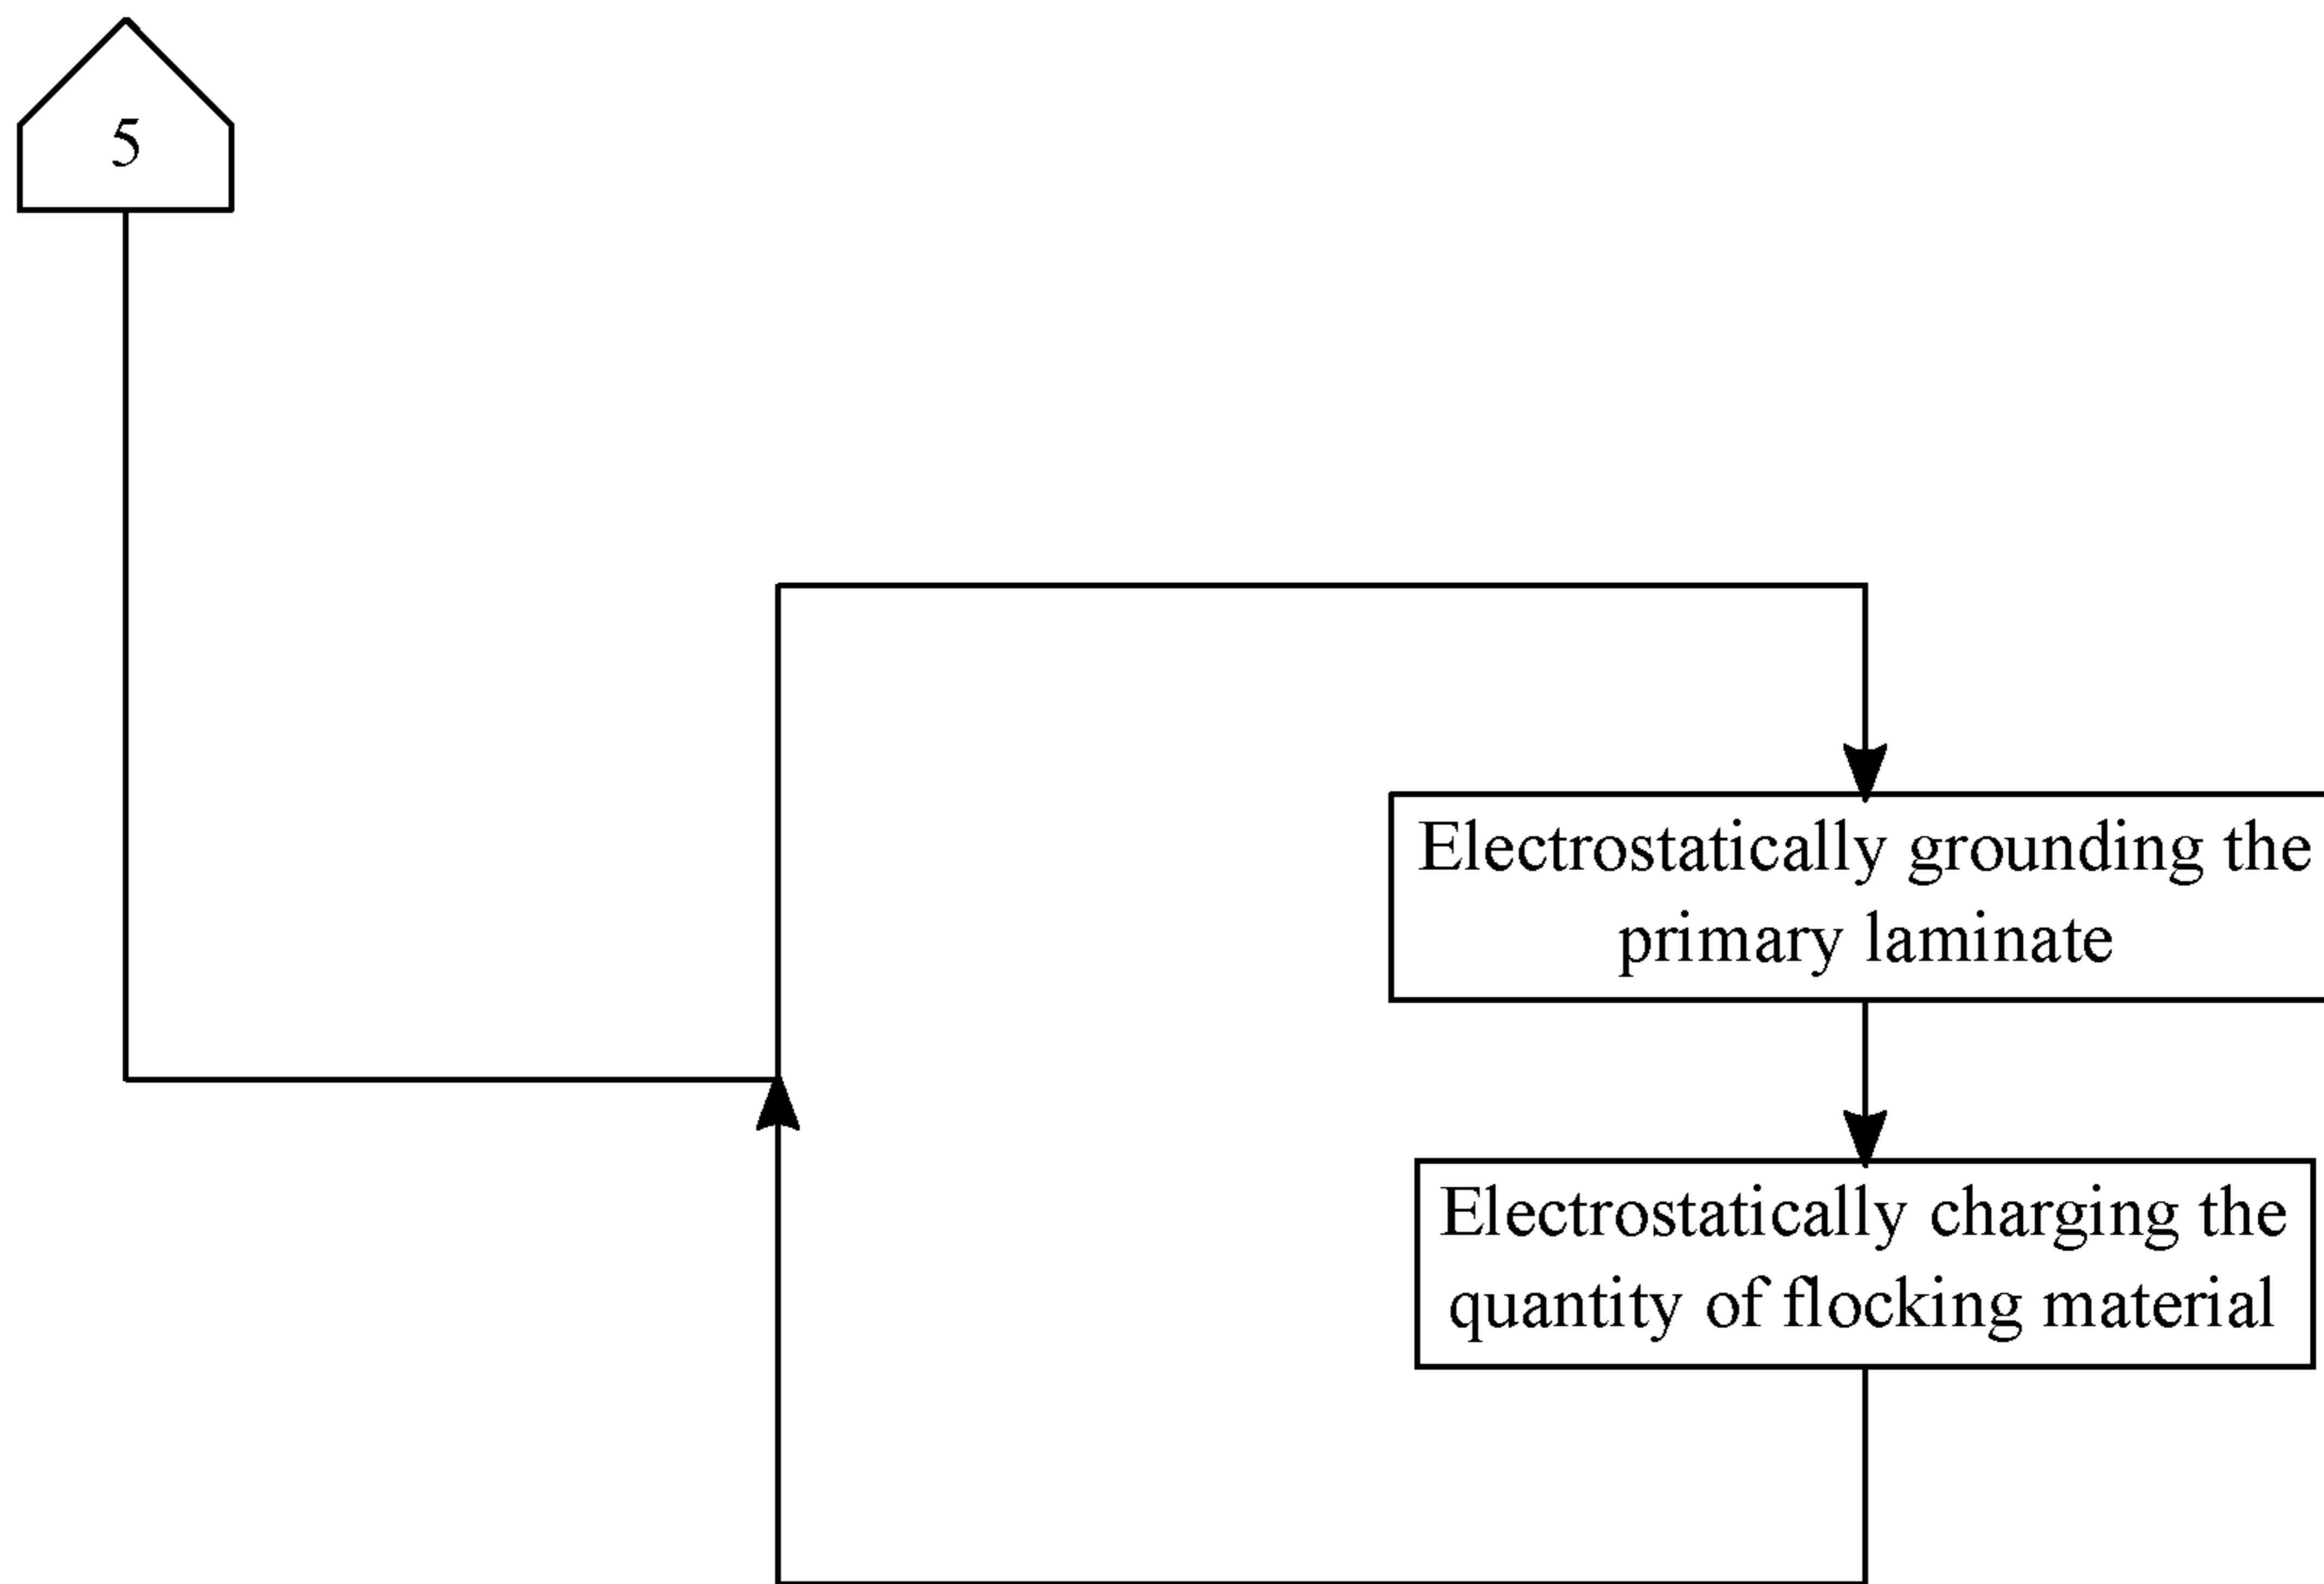 5
Electrostatically grounding the
primary laminate
Electrostatically charging the
quantity of flocking material